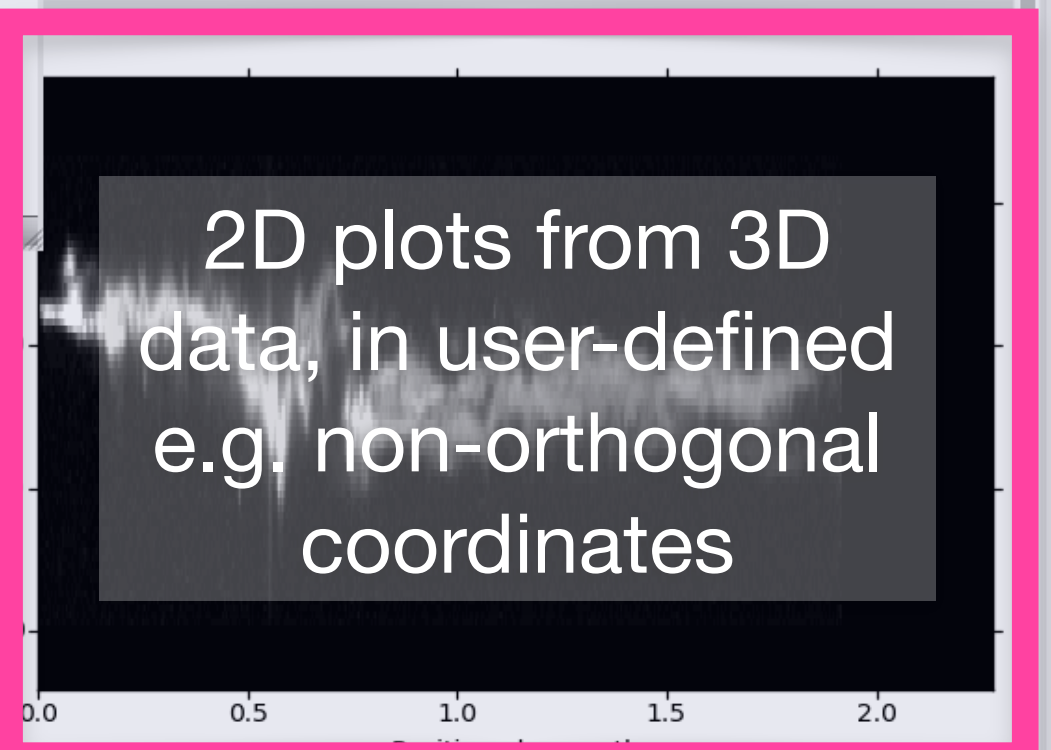 2D plots from 3D
data, in user-defined
e.g. non-orthogonal
coordinates
0.0 0.5 1.0 1.5 2.0